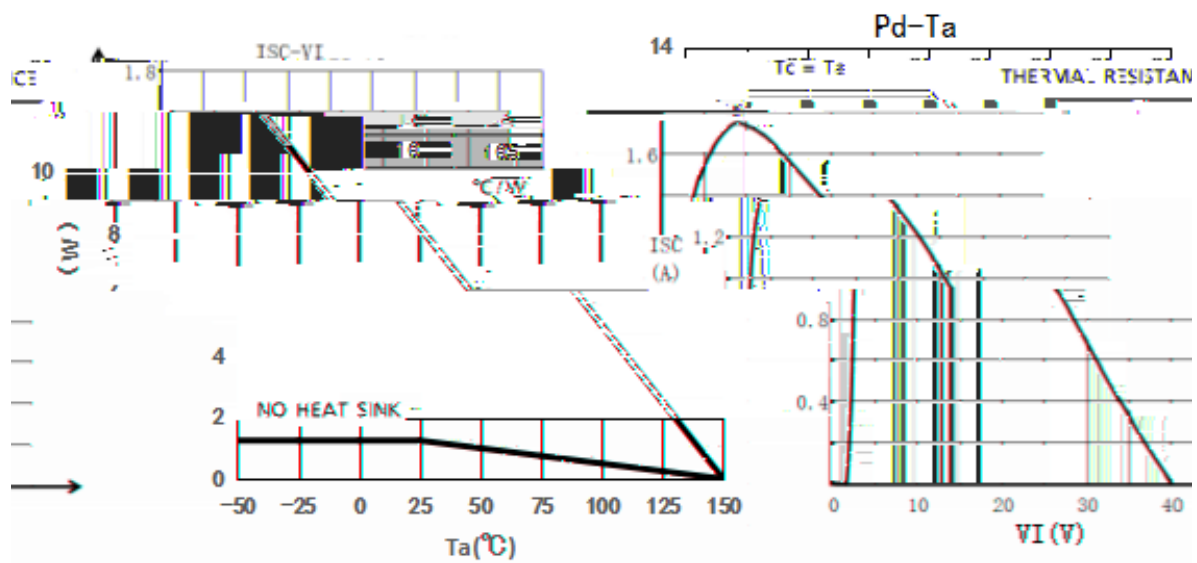 Pd-Ta
ISC-VI
14
Tc = Ta
THERMAL RESISTAN
CE
1.8
10
1.6
℃/W
8
(W)
ISC
(A)
1.2
0.8
4
0.4
NO HEAT SINK
2
0
-50 -25 0 25 50 75 100 125 150
Ta(℃)
0 10 20 30 40
VI(V)